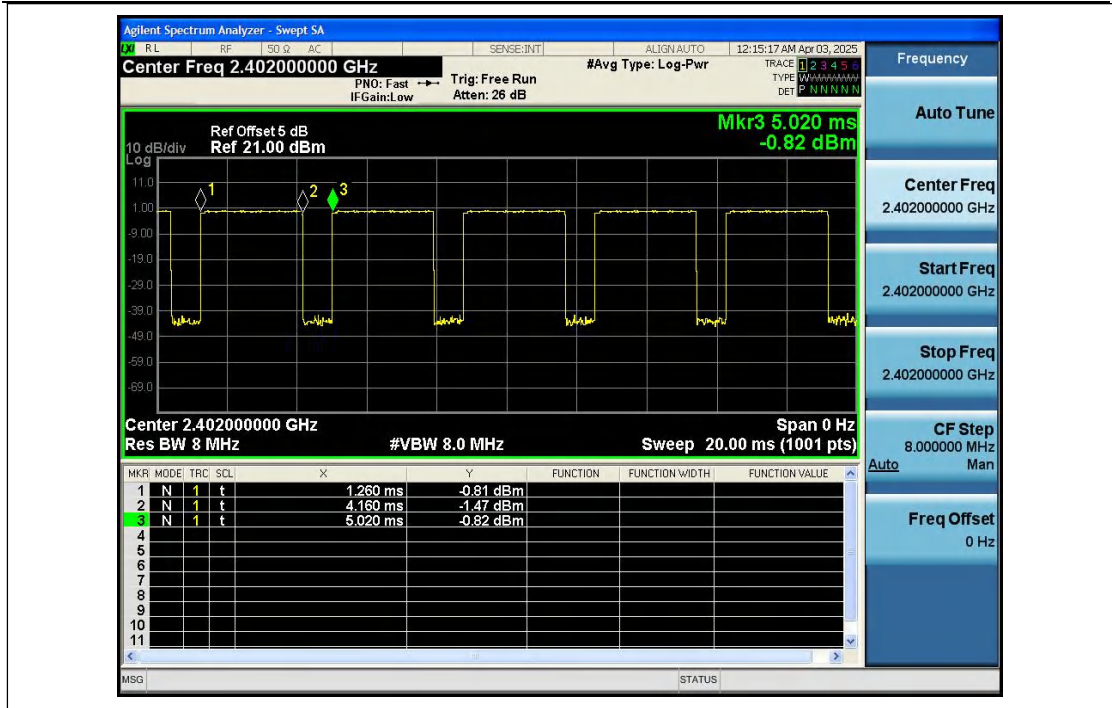 Agilent Spectrum Analyzer - Swept SA
LXI RL RF 50 Ω AC SENSE:INT ALIGN AUTO 12:15:17 AM Apr 03, 2025
Center Freq 2.402000000 GHz
PNO: Fast
IFGain:Low
Trig: Free Run
Atten: 26 dB
#Avg Type: Log-Pwr
TRACE 1 2 3 4 5 6
TYPE WWWWWW
DET P N N N N N
Mkr3 5.020 ms
-0.82 dBm
Ref Offset 5 dB
10 dB/div Ref 21.00 dBm
Log
11.0
1.00
-9.00
-19.0
-29.0
-39.0
-49.0
-59.0
-69.0
1 2 3
Center 2.402000000 GHz Span 0 Hz
Res BW 8 MHz #VBW 8.0 MHz Sweep 20.00 ms (1001 pts)
MKR MODE TRC SCL X Y FUNCTION FUNCTION WIDTH FUNCTION VALUE
1 N 1 t 1.260 ms -0.81 dBm
2 N 1 t 4.160 ms -1.47 dBm
3 N 1 t 5.020 ms -0.82 dBm
4
5
6
7
8
9
10
11
MSG STATUS
Frequency
Auto Tune
Center Freq
2.402000000 GHz
Start Freq
2.402000000 GHz
Stop Freq
2.402000000 GHz
CF Step
8.000000 MHz
Auto Man
Freq Offset
0 Hz